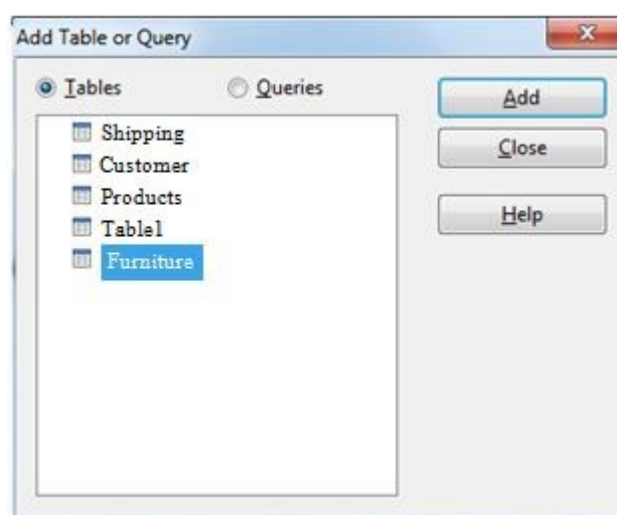 Add Table or Query
Tables Queries
Add
Shipping
Customer
Close
Products
Table1
Help
Furniture